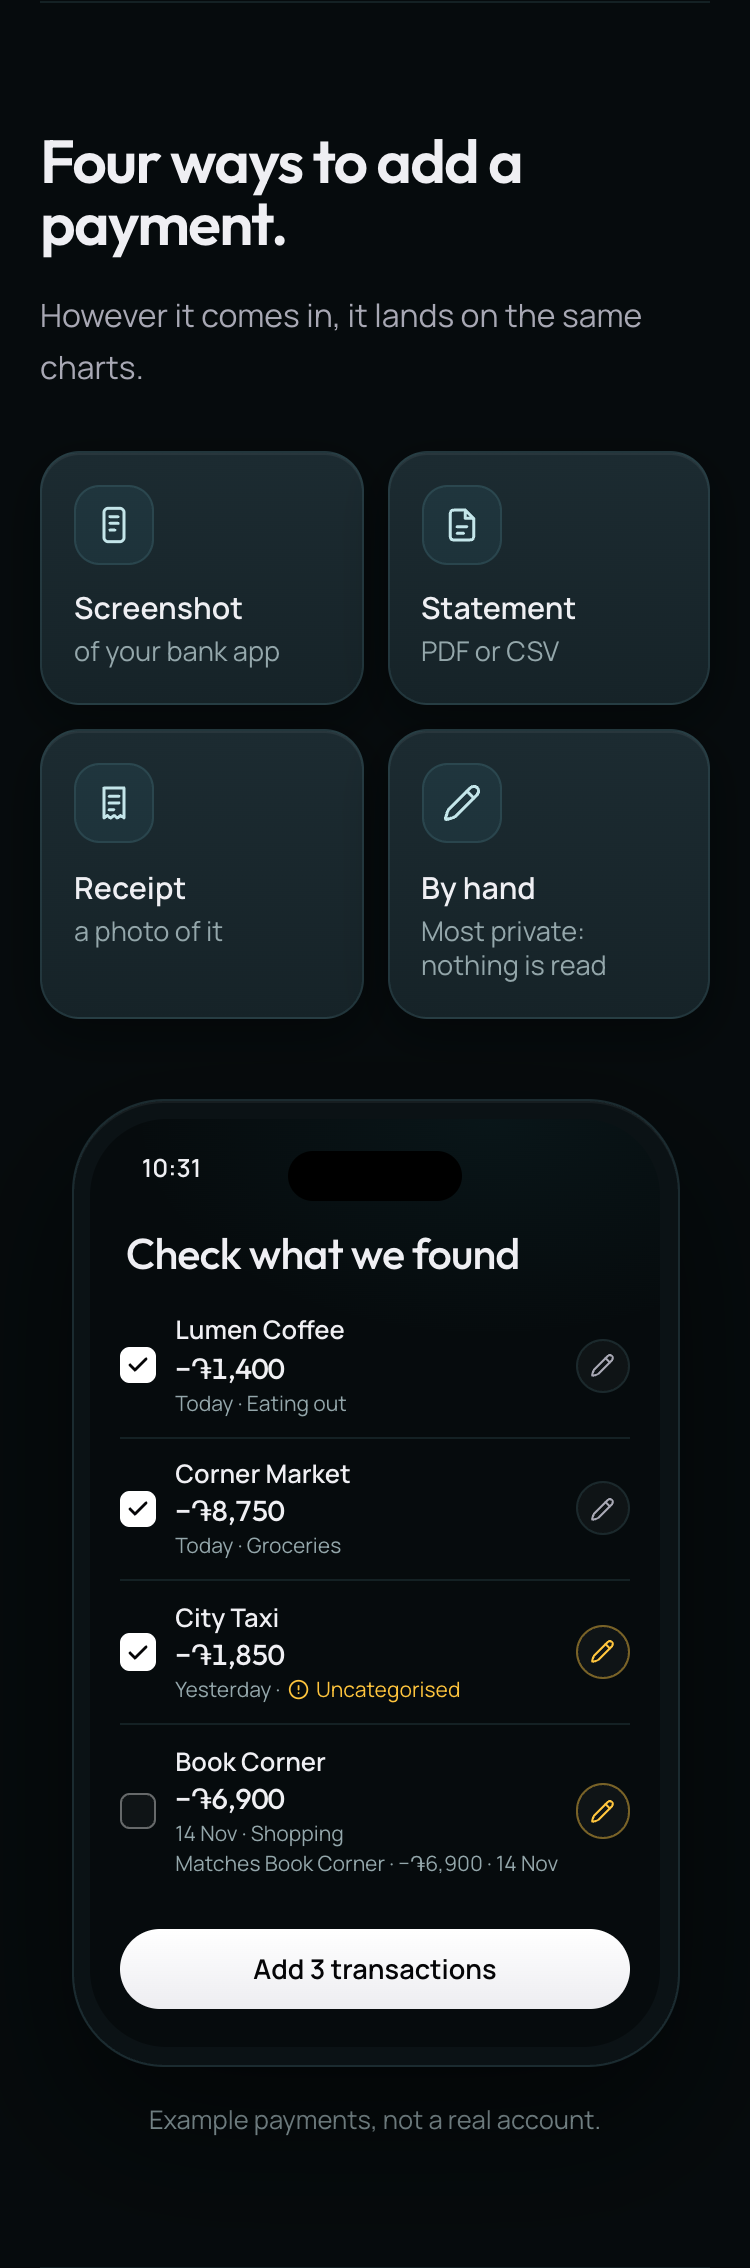 Four ways to add a
payment.
However it comes in, it lands on the same
charts.
Screenshot
of your bank app
Statement
PDF or CSV
Receipt
a photo of it
By hand
Most private:
nothing is read
10:31
Check what we found
Lumen Coffee
−֏1,400
Today · Eating out
Corner Market
−֏8,750
Today · Groceries
City Taxi
−֏1,850
Yesterday · Uncategorised
Book Corner
−֏6,900
14 Nov · Shopping
Matches Book Corner · −֏6,900 · 14 Nov
Add 3 transactions
Example payments, not a real account.